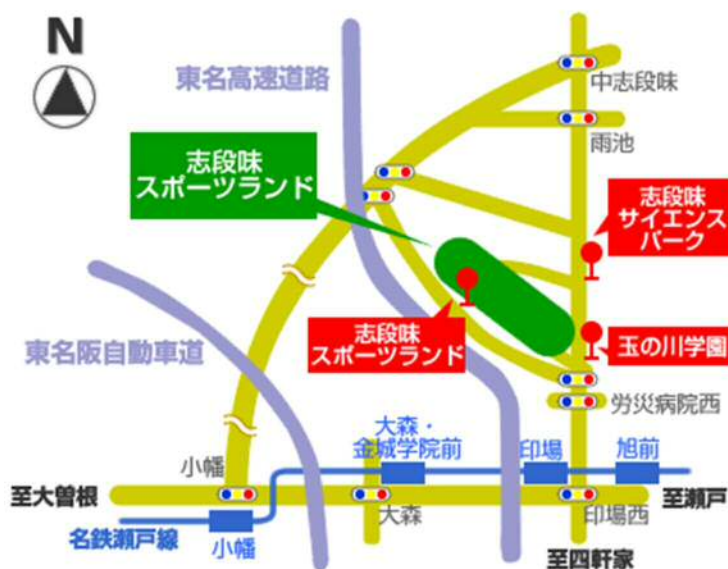 N
東名高速道路
中志段味
雨池
志段味
スポーツランド
志段味
サイエンス
パーク
志段味
スポーツランド
玉の川学園
東名阪自動車道
労災病院西
大森・
金城学院前
印場
旭前
小幡
至大曽根
大森
印場西
至瀬戸
名鉄瀬戸線
小幡
至四軒家